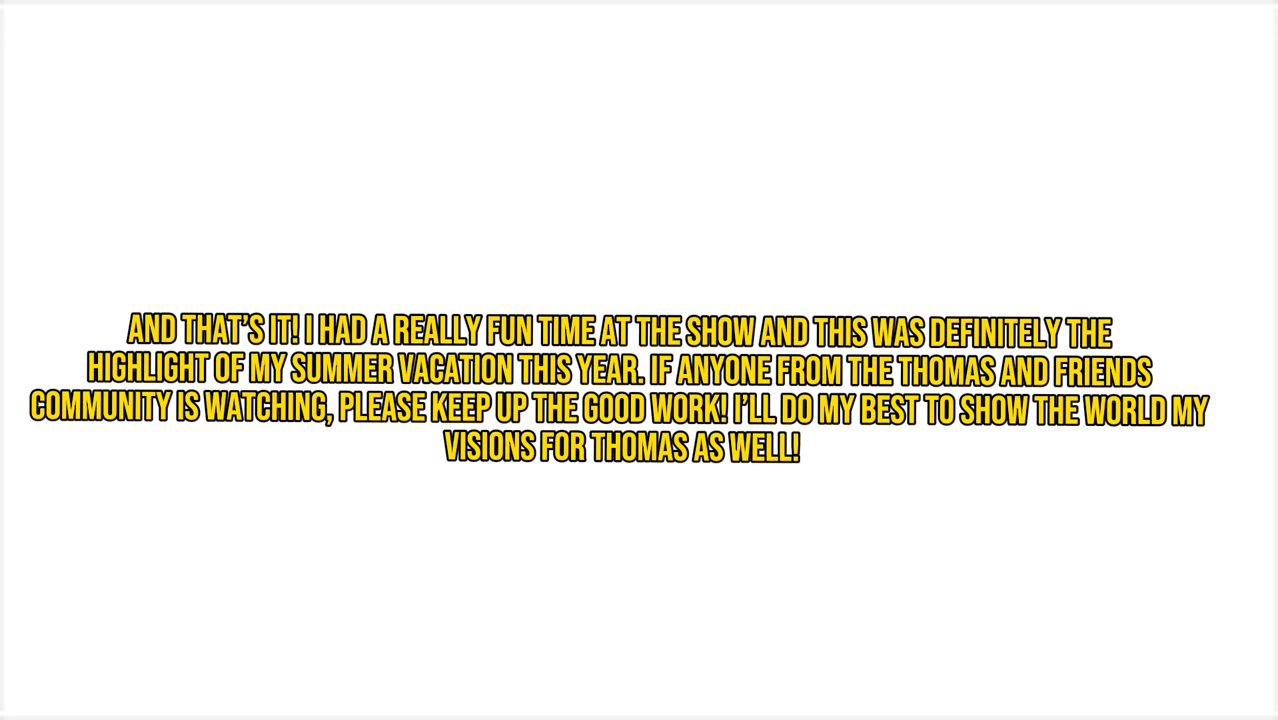 AND THAT'S IT! I HAD A REALLY FUN TIME AT THE SHOW AND THIS WAS DEFINITELY THE
HIGHLIGHT OF MY SUMMER VACATION THIS YEAR. IF ANYONE FROM THE THOMAS AND FRIENDS
COMMUNITY IS WATCHING, PLEASE KEEP UP THE GOOD WORK! I'LL DO MY BEST TO SHOW THE WORLD MY
VISIONS FOR THOMAS AS WELL!